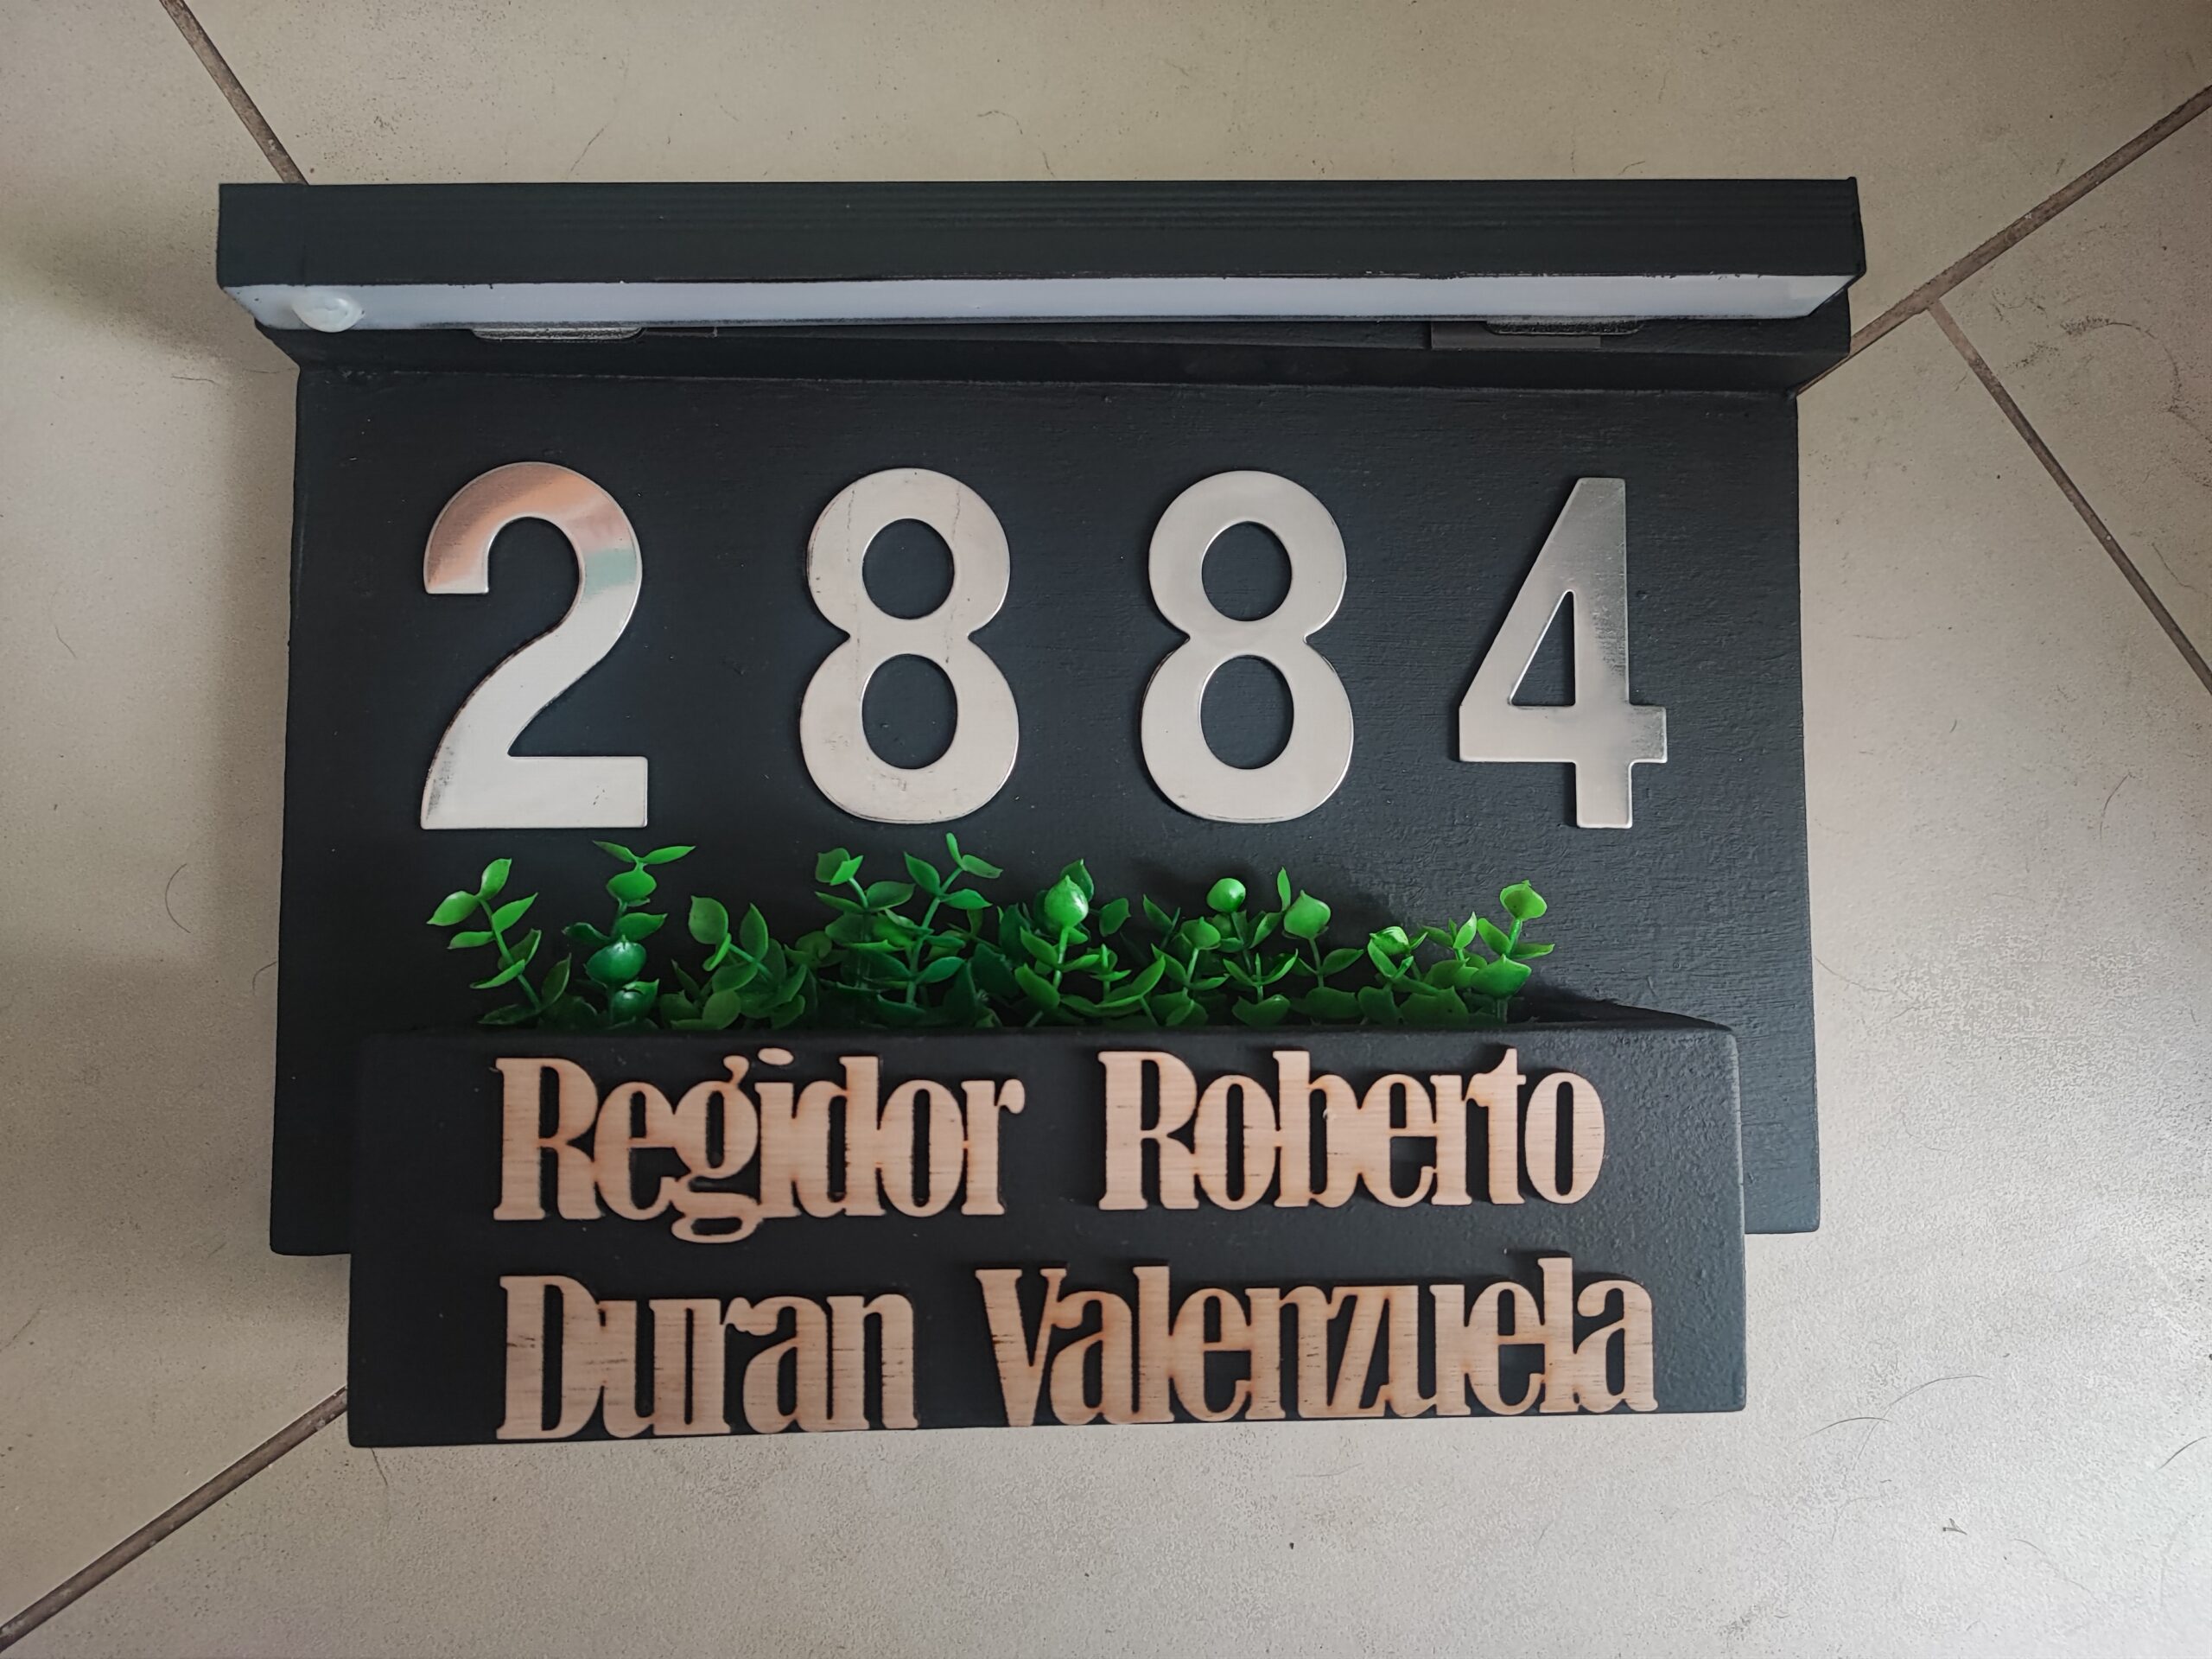 2884
Regidor Roberto
Duran Valenzuela